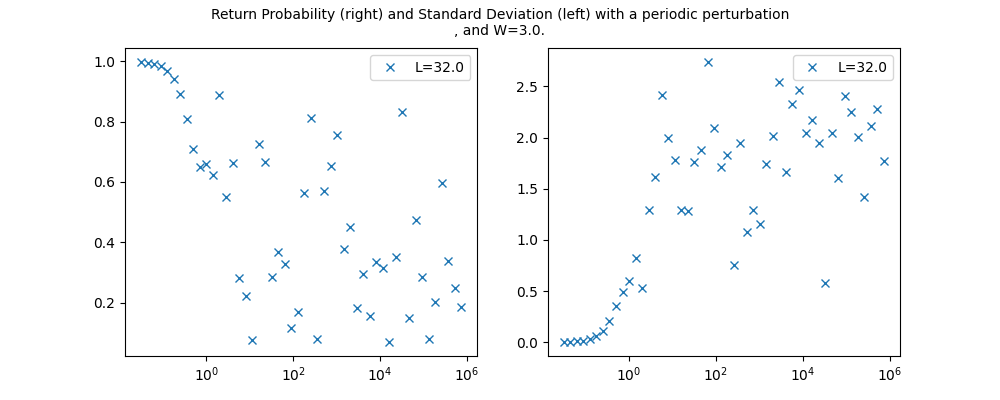 Return Probability (right) and Standard Deviation (left) with a periodic perturbation
, and W=3.0.
L=32.0
1.0
0.8
0.6
0.4
0.2
10^0 10^2 10^4 10^6
L=32.0
2.5
2.0
1.5
1.0
0.5
0.0
10^0 10^2 10^4 10^6